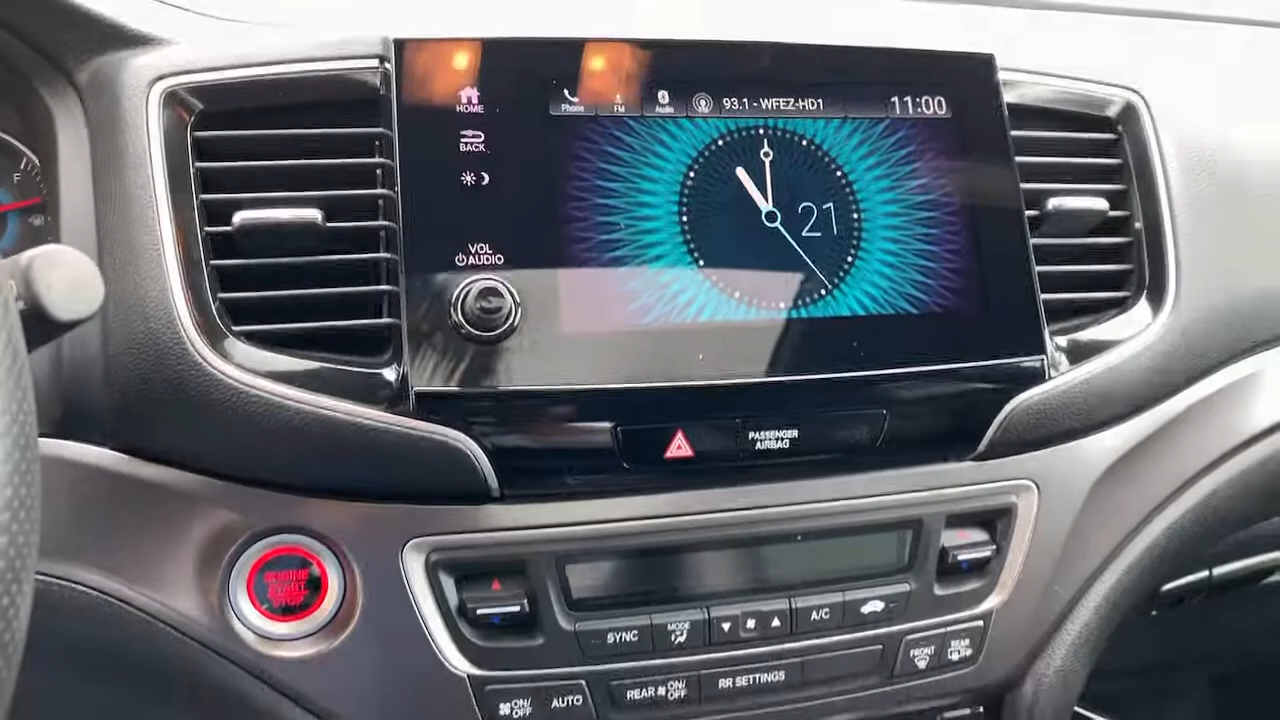 F
HOME
BACK
VOL
AUDIO
Phone
FM
Audio
93.1 - WFEZ-HD1
11:00
21
PASSENGER
AIRBAG
ENGINE
START
STOP
SYNC
MODE
A/C
FRONT
REAR
ON/
OFF
AUTO
REAR
ON/
OFF
RR SETTINGS